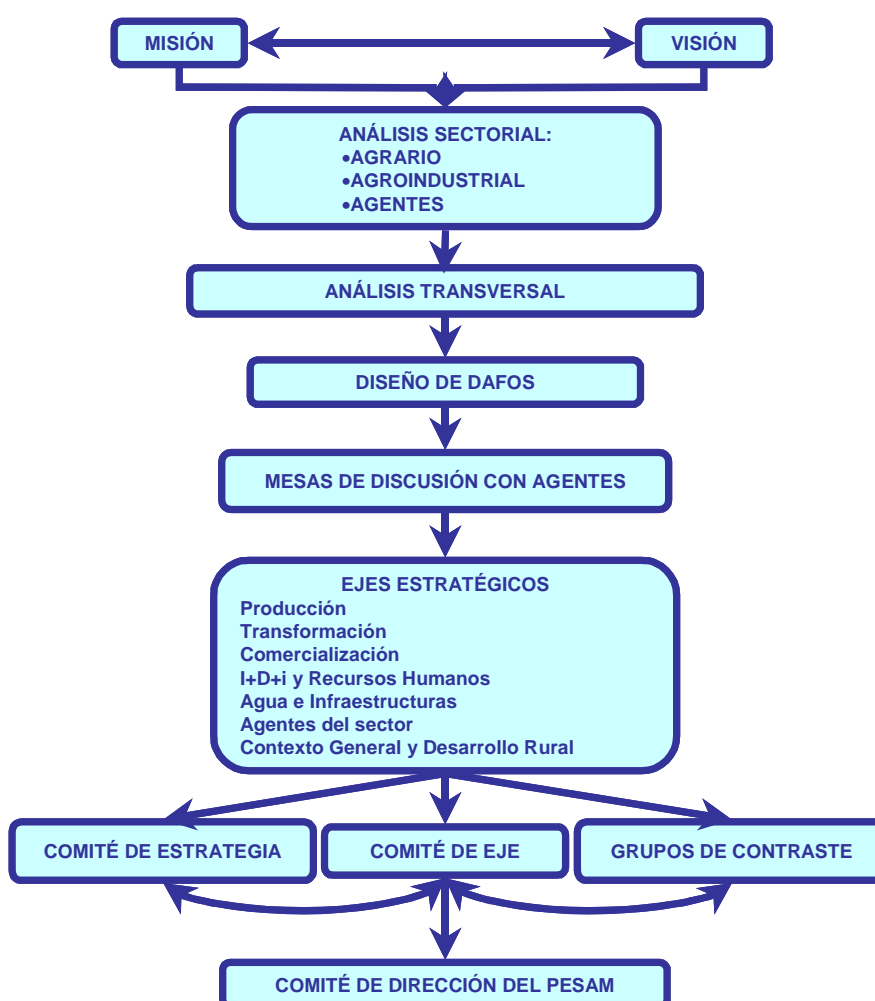 MISIÓN
VISIÓN
ANÁLISIS SECTORIAL:
•AGRARIO
•AGROINDUSTRIAL
•AGENTES
ANÁLISIS TRANSVERSAL
DISEÑO DE DAFOS
MESAS DE DISCUSIÓN CON AGENTES
EJES ESTRATÉGICOS
Producción
Transformación
Comercialización
I+D+i y Recursos Humanos
Agua e Infraestructuras
Agentes del sector
Contexto General y Desarrollo Rural
COMITÉ DE ESTRATEGIA
COMITÉ DE EJE
GRUPOS DE CONTRASTE
COMITÉ DE DIRECCIÓN DEL PESAM